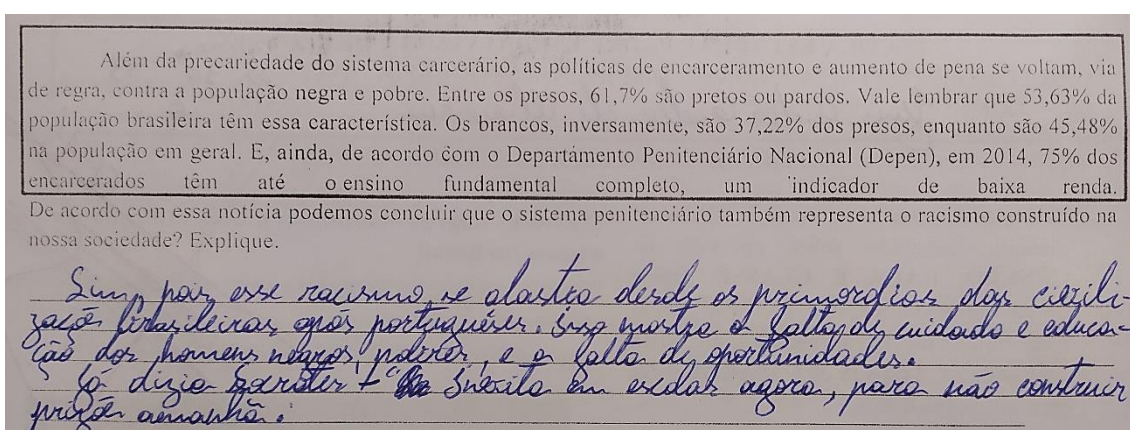 Além da precariedade do sistema carcerário, as políticas de encarceramento e aumento de pena se voltam, via
de regra, contra a população negra e pobre. Entre os presos, 61,7% são pretos ou pardos. Vale lembrar que 53,63% da
população brasileira têm essa característica. Os brancos, inversamente, são 37,22% dos presos, enquanto são 45,48%
na população em geral. E, ainda, de acordo com o Departamento Penitenciário Nacional (Depen), em 2014, 75% dos
encarcerados têm até o ensino fundamental completo, um indicador de baixa renda.
De acordo com essa notícia podemos concluir que o sistema penitenciário também representa o racismo construído na
nossa sociedade? Explique.
Sim, pois esse racismo se alastra desde os primordios das civili-
zação brasileiras após portuguêses. Isso mostra a falta de cuidado e educa-
ção dos homens negros, pobres, e a falta de oportunidades.
Já dizia : " Invista em escolas agora, para não construir
prisões amanhã.